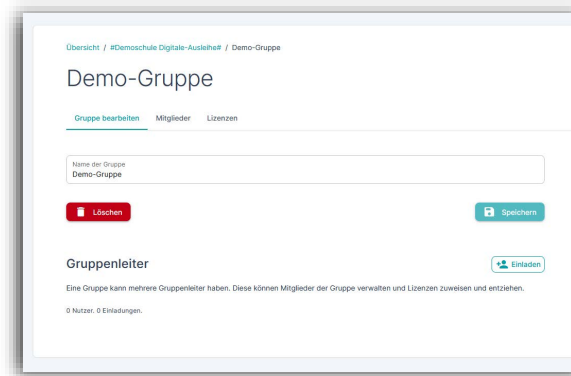 Übersicht / #Demoschule Digitale-Ausleihe# / Demo-Gruppe
Demo-Gruppe
Gruppe bearbeiten Mitglieder Lizenzen
Name der Gruppe
Demo-Gruppe
Löschen Speichern
Gruppenleiter Einladen
Eine Gruppe kann mehrere Gruppenleiter haben. Diese können Mitglieder der Gruppe verwalten und Lizenzen zuweisen und entziehen.
0 Nutzer. 0 Einladungen.